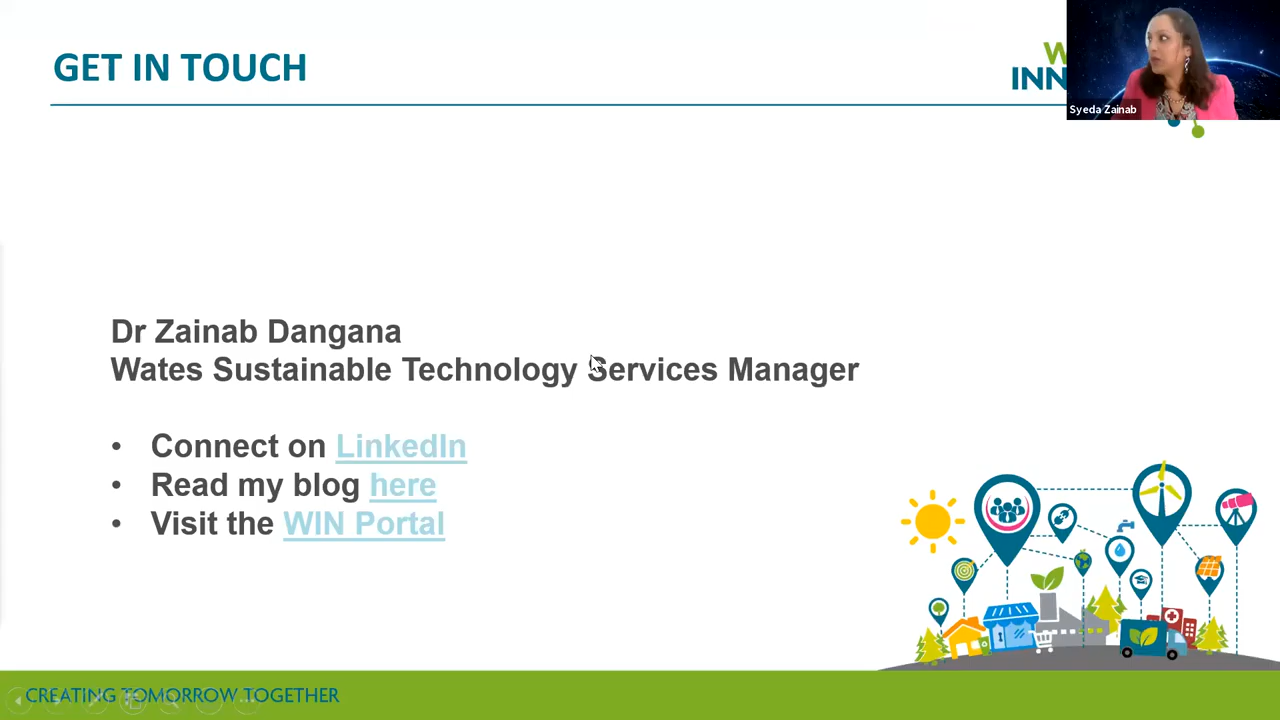 GET IN TOUCH
W
INN
Syeda Zainab
Dr Zainab Dangana
Wates Sustainable Technology Services Manager
• Connect on LinkedIn
• Read my blog here
• Visit the WIN Portal
CREATING TOMORROW TOGETHER